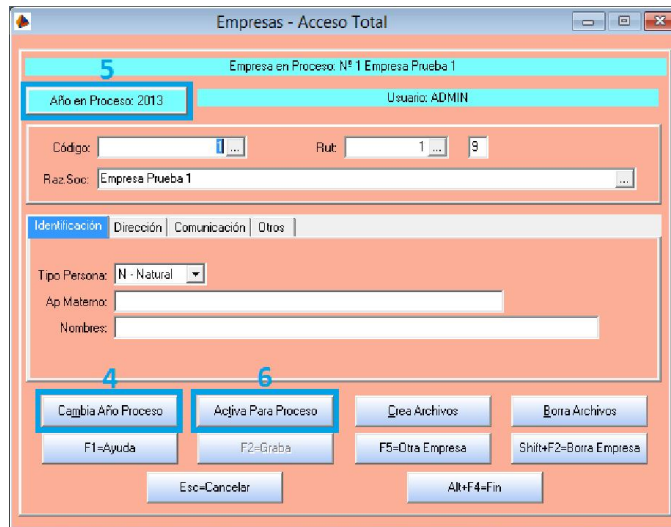 Empresas - Acceso Total
Empresa en Proceso: Nº 1 Empresa Prueba 1
5
Año en Proceso: 2013
Usuario: ADMIN
Código: 1 ... Rut: 1 ... 9
Raz.Soc: Empresa Prueba 1 ...
Identificación Dirección Comunicación Otros
Tipo Persona: N - Natural
Ap Materno:
Nombres:
4 6
Cambia Año Proceso Activa Para Proceso Crea Archivos Borra Archivos
F1=Ayuda F2=Graba F5=Otra Empresa Shift+F2=Borra Empresa
Esc=Cancelar Alt+F4=Fin